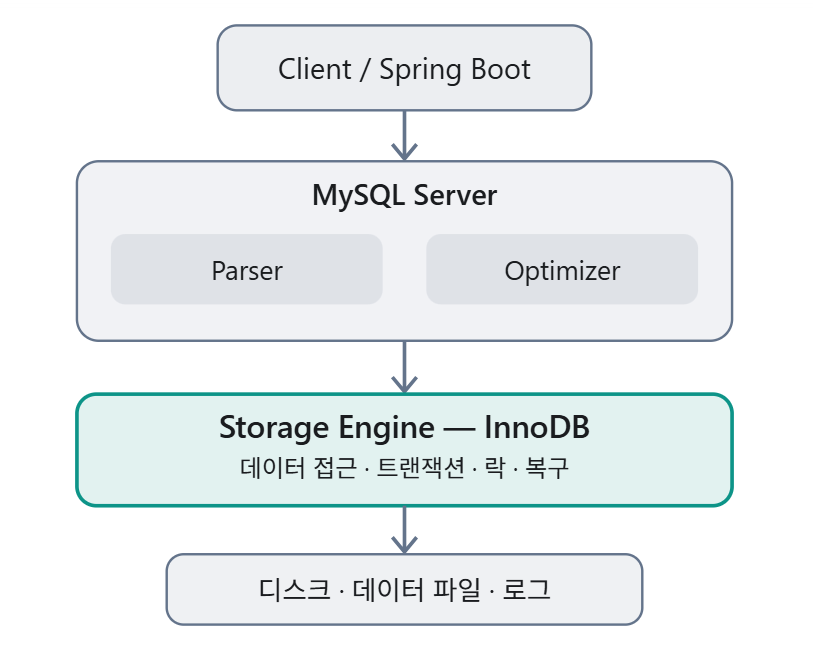 Client / Spring Boot
MySQL Server
Parser
Optimizer
Storage Engine — InnoDB
데이터 접근 · 트랜잭션 · 락 · 복구
디스크 · 데이터 파일 · 로그